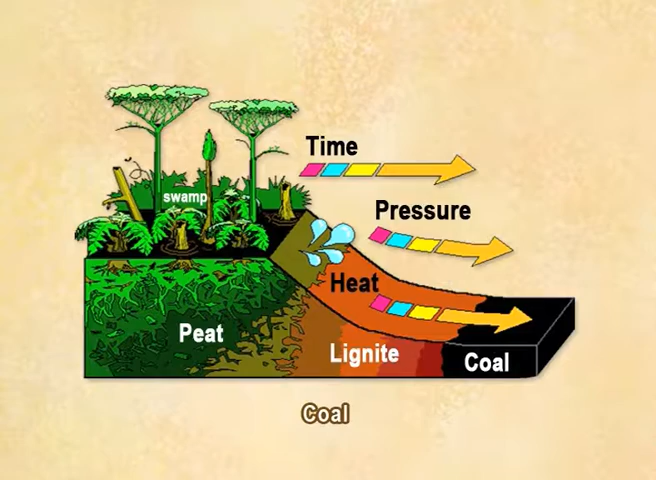 Time
swamp
Pressure
Heat
Peat
Lignite
Coal
Coal